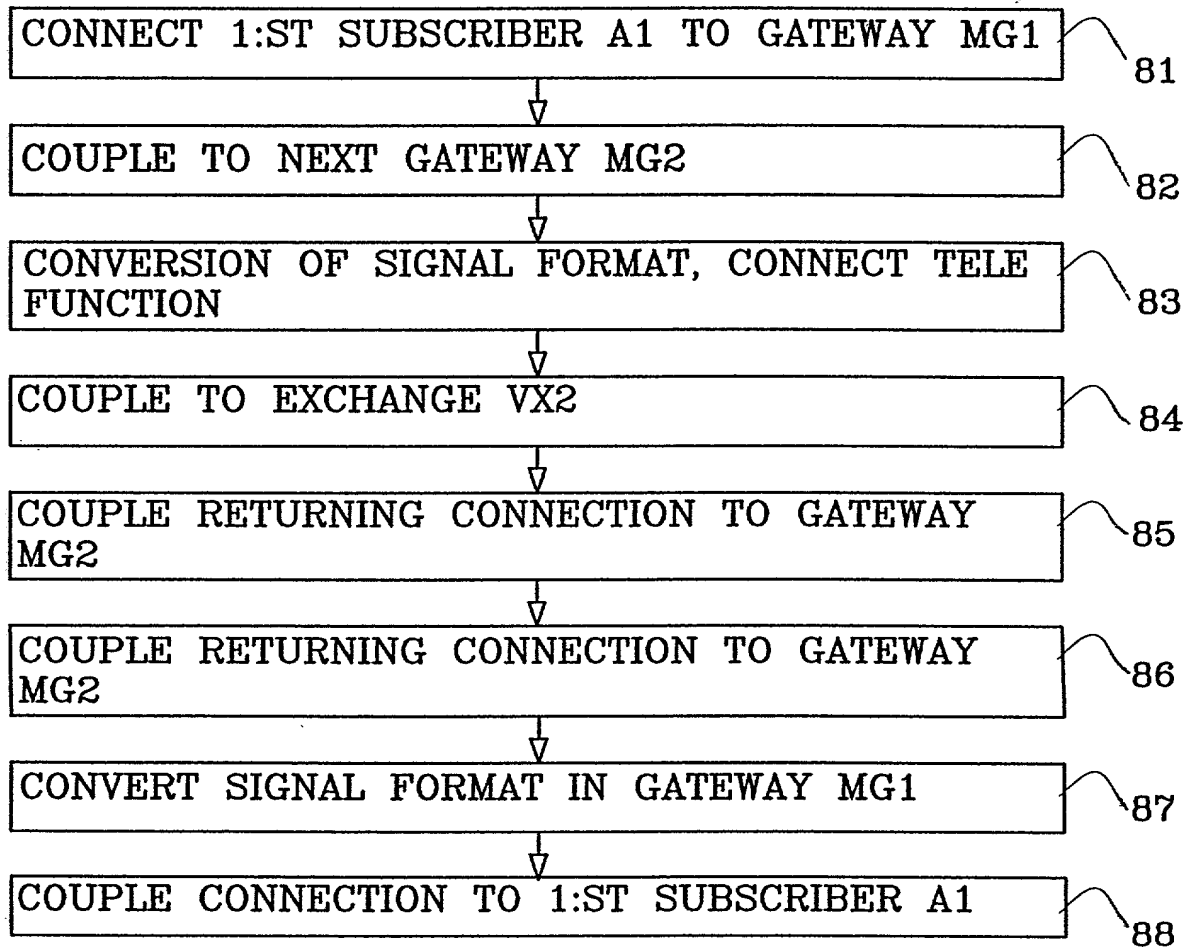 CONNECT 1:ST SUBSCRIBER A1 TO GATEWAY MG1
81
COUPLE TO NEXT GATEWAY MG2
82
CONVERSION OF SIGNAL FORMAT, CONNECT TELE
FUNCTION
83
COUPLE TO EXCHANGE VX2
84
COUPLE RETURNING CONNECTION TO GATEWAY
MG2
85
COUPLE RETURNING CONNECTION TO GATEWAY
MG2
86
CONVERT SIGNAL FORMAT IN GATEWAY MG1
87
COUPLE CONNECTION TO 1:ST SUBSCRIBER A1
88